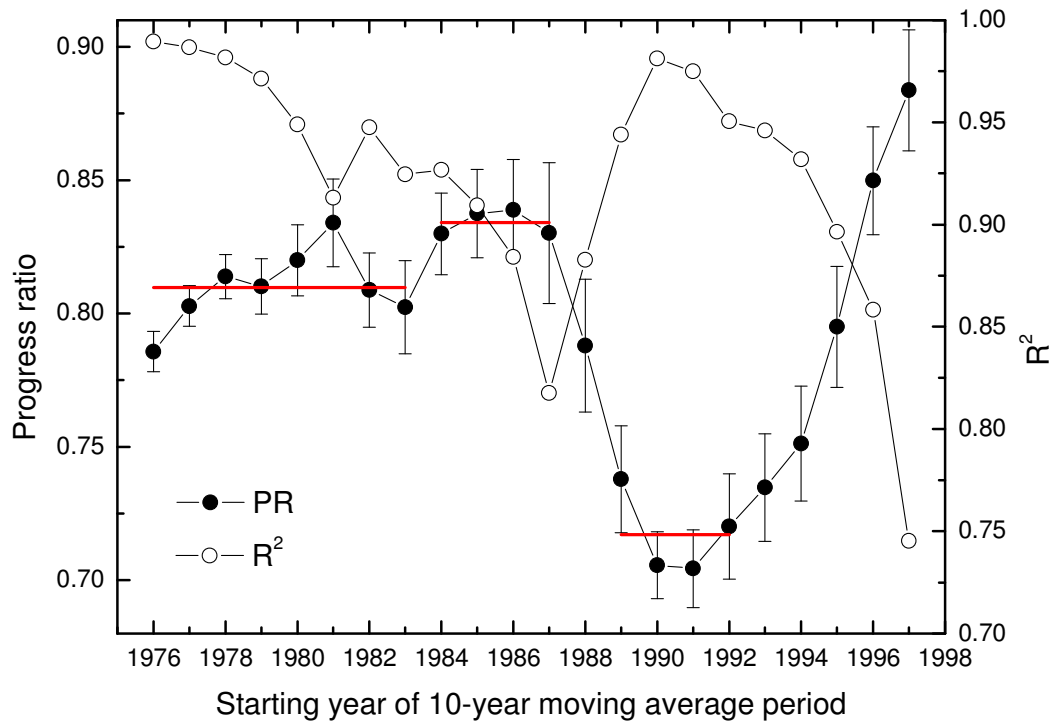 0.90
0.85
0.80
0.75
0.70
Progress ratio
PR
R²
1.00
0.95
0.90
0.85
0.80
0.75
0.70
R²
1976 1978 1980 1982 1984 1986 1988 1990 1992 1994 1996 1998
Starting year of 10-year moving average period